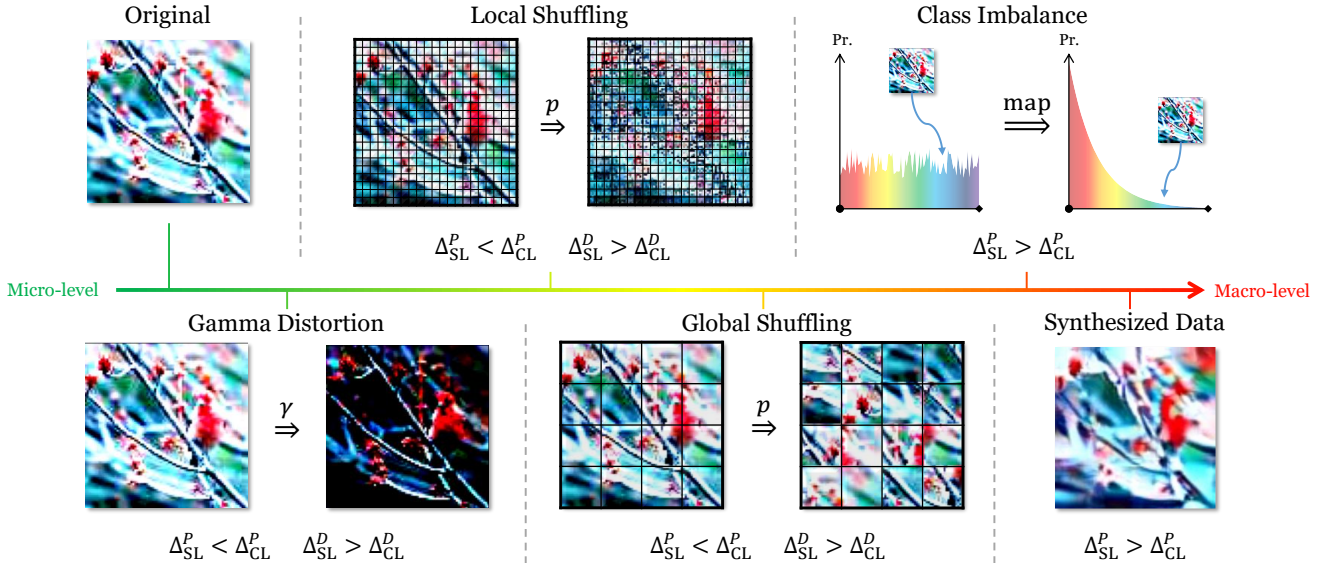 Original
Local Shuffling
Class Imbalance
Pr.
Pr.
p
⇒
map
⟹
Δ^P_SL < Δ^P_CL Δ^D_SL > Δ^D_CL
Δ^P_SL > Δ^P_CL
Micro-level
Macro-level
Gamma Distortion
Global Shuffling
Synthesized Data
γ
⇒
p
⇒
Δ^P_SL < Δ^P_CL Δ^D_SL > Δ^D_CL
Δ^P_SL < Δ^P_CL Δ^D_SL > Δ^D_CL
Δ^P_SL > Δ^P_CL